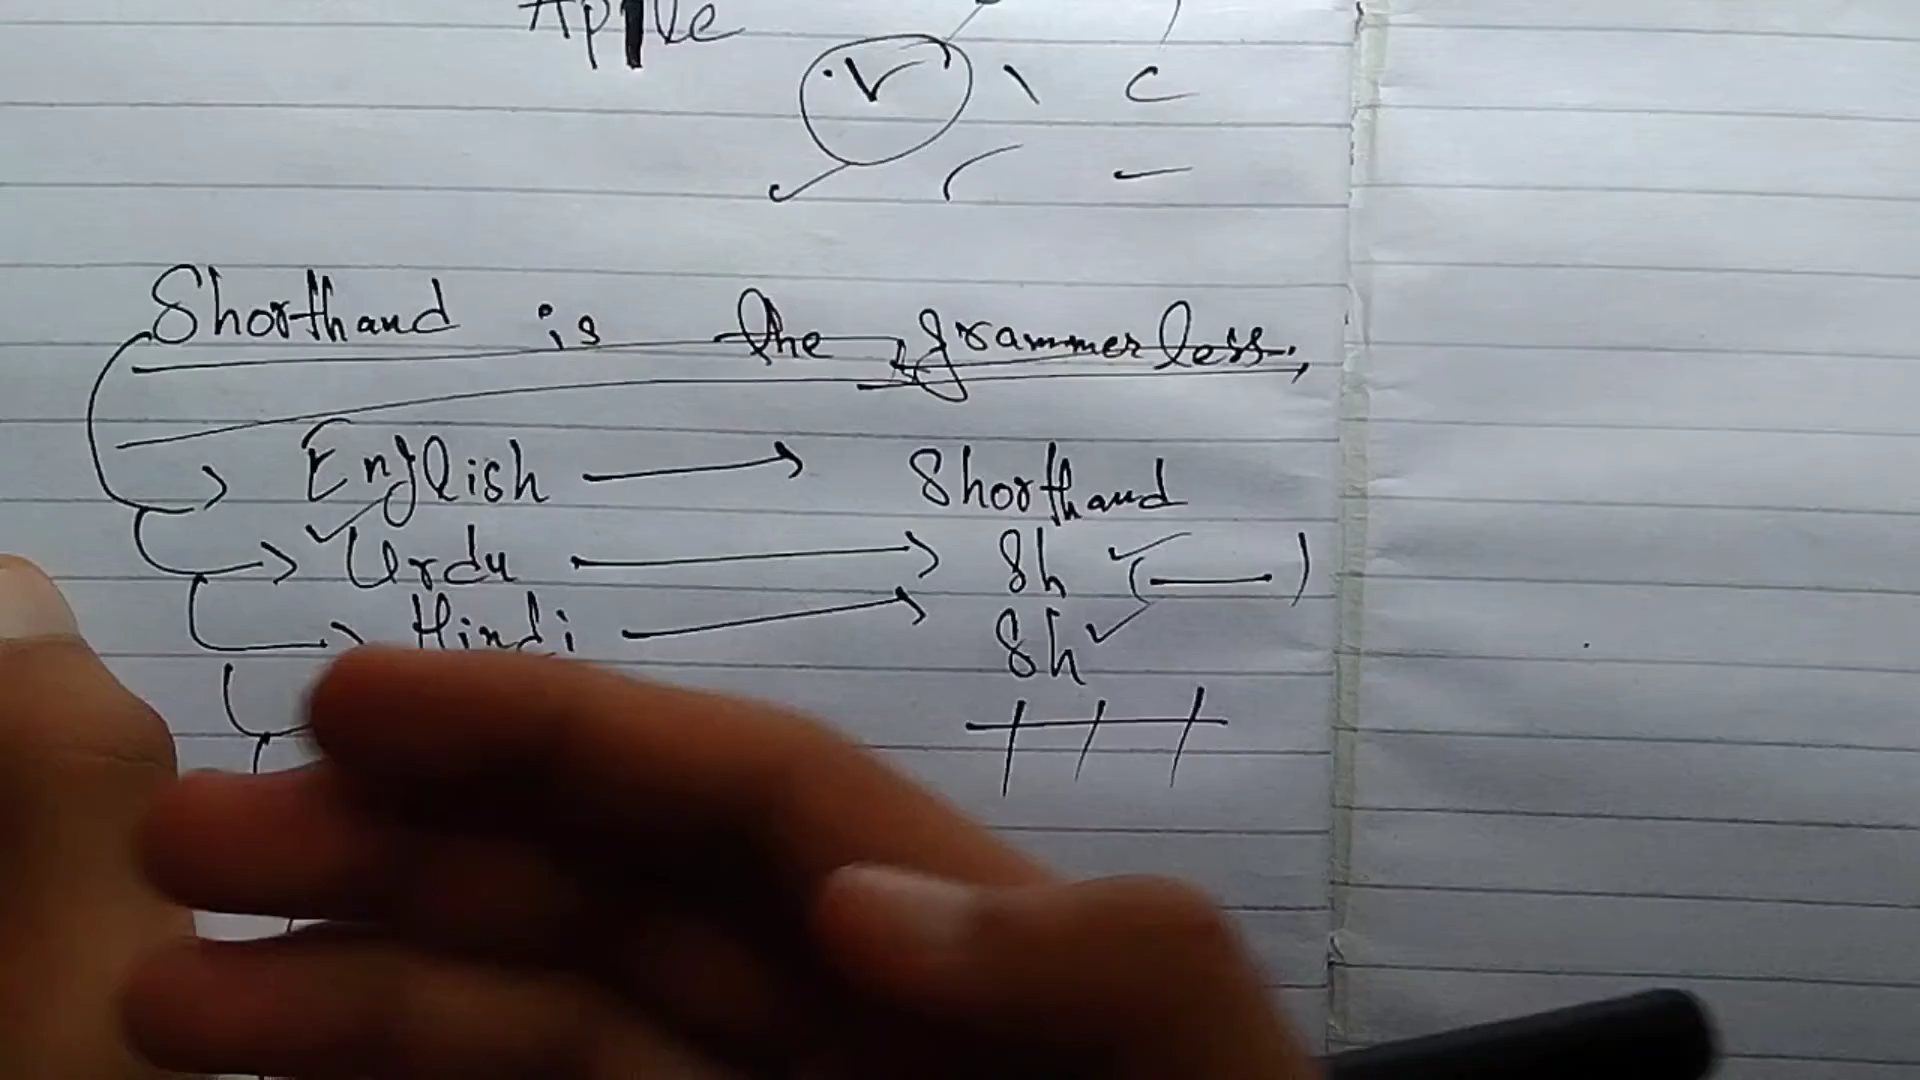 Apple
Shorthand is the grammerless.
English → Shorthand
Urdu → Sh
Hindi → Sh